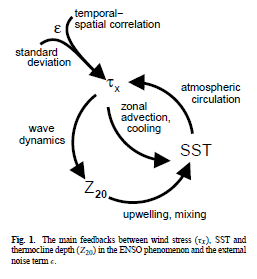 temporal–
spatial correlation
ε
standard
deviation
τx
atmospheric
circulation
zonal
advection,
cooling
wave
dynamics
SST
Z20
upwelling, mixing
Fig. 1. The main feedbacks between wind stress (τx), SST and
thermocline depth (Z20) in the ENSO phenomenon and the external
noise term ε.